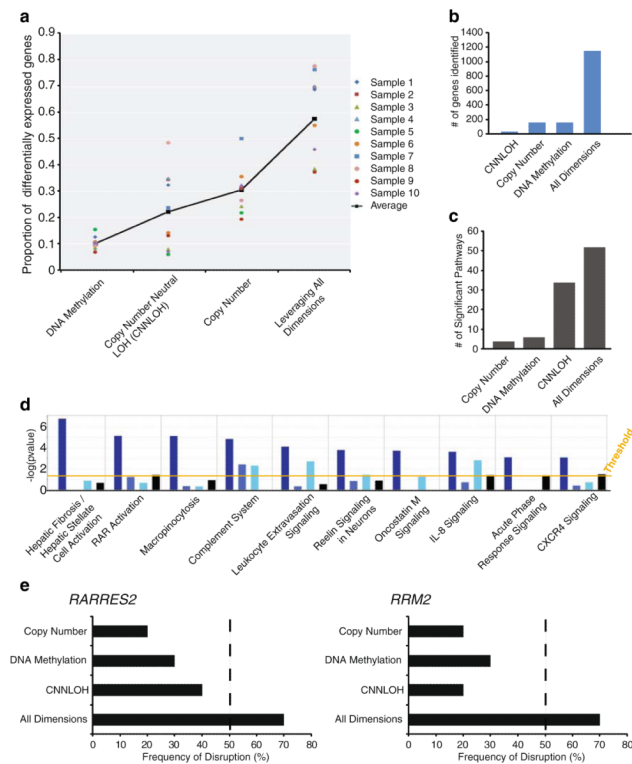 a
Proportion of differentially expressed genes
1
0.9
0.8
0.7
0.6
0.5
0.4
0.3
0.2
0.1
0
DNA Methylation
Copy Number Neutral
LOH (CNNLOH)
Copy Number
Leveraging All
Dimensions
Sample 1
Sample 2
Sample 3
Sample 4
Sample 5
Sample 6
Sample 7
Sample 8
Sample 9
Sample 10
Average
b
# of genes identified
1400
1200
1000
800
600
400
200
0
CNNLOH
Copy Number
DNA Methylation
All Dimensions
c
# of Significant Pathways
60
50
40
30
20
10
0
Copy Number
DNA Methylation
CNNLOH
All Dimensions
d
-log(pvalue)
6
4
2
0
Threshold
Hepatic Fibrosis /
Hepatic Stellate
Cell Activation
RAR Activation
Macropinocytosis
Complement System
Leukocyte Extravasation
Signaling
Reelin Signaling
in Neurons
Oncostatin M
Signaling
IL-8 Signaling
Acute Phase
Response Signaling
CXCR4 Signaling
e
RARRES2
Copy Number
DNA Methylation
CNNLOH
All Dimensions
0 10 20 30 40 50 60 70 80
Frequency of Disruption (%)
RRM2
Copy Number
DNA Methylation
CNNLOH
All Dimensions
0 10 20 30 40 50 60 70 80
Frequency of Disruption (%)